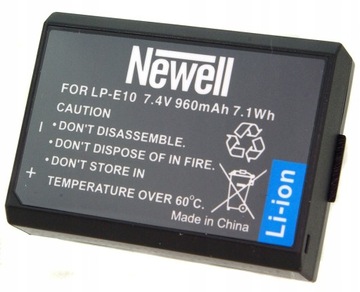 Newell
FOR LP-E10 7.4V 960mAh 7.1Wh
CAUTION
• DON'T DISASSEMBLE.
• DON'T DISPOSE OF IN FIRE.
• DON'T STORE IN
TEMPERATURE OVER 60°C.
Made in China
Li-ion